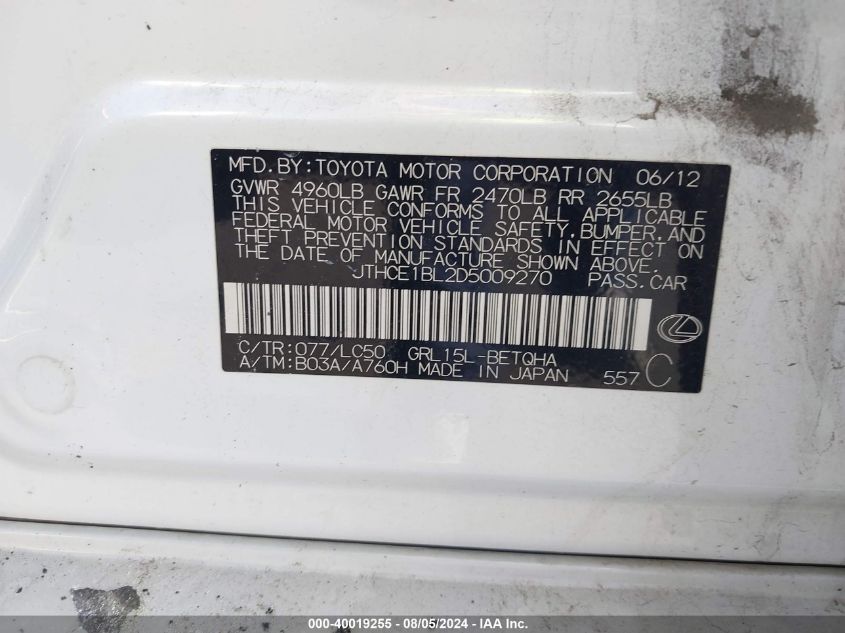 MFD.BY:TOYOTA MOTOR CORPORATION 06/12
GVWR 4960LB GAWR FR 2470LB RR 2655LB
THIS VEHICLE CONFORMS TO ALL APPLICABLE
FEDERAL MOTOR VEHICLE SAFETY,BUMPER,AND
THEFT PREVENTION STANDARDS IN EFFECT ON
THE DATE OF MANUFACTURE SHOWN ABOVE.
JTHCE1BL2D5009270 PASS.CAR
C/TR:077/LC50 GRL15L-BETQHA
A/TM:B03A/A760H MADE IN JAPAN 557 C
000-40019255 - 08/05/2024 - IAA Inc.